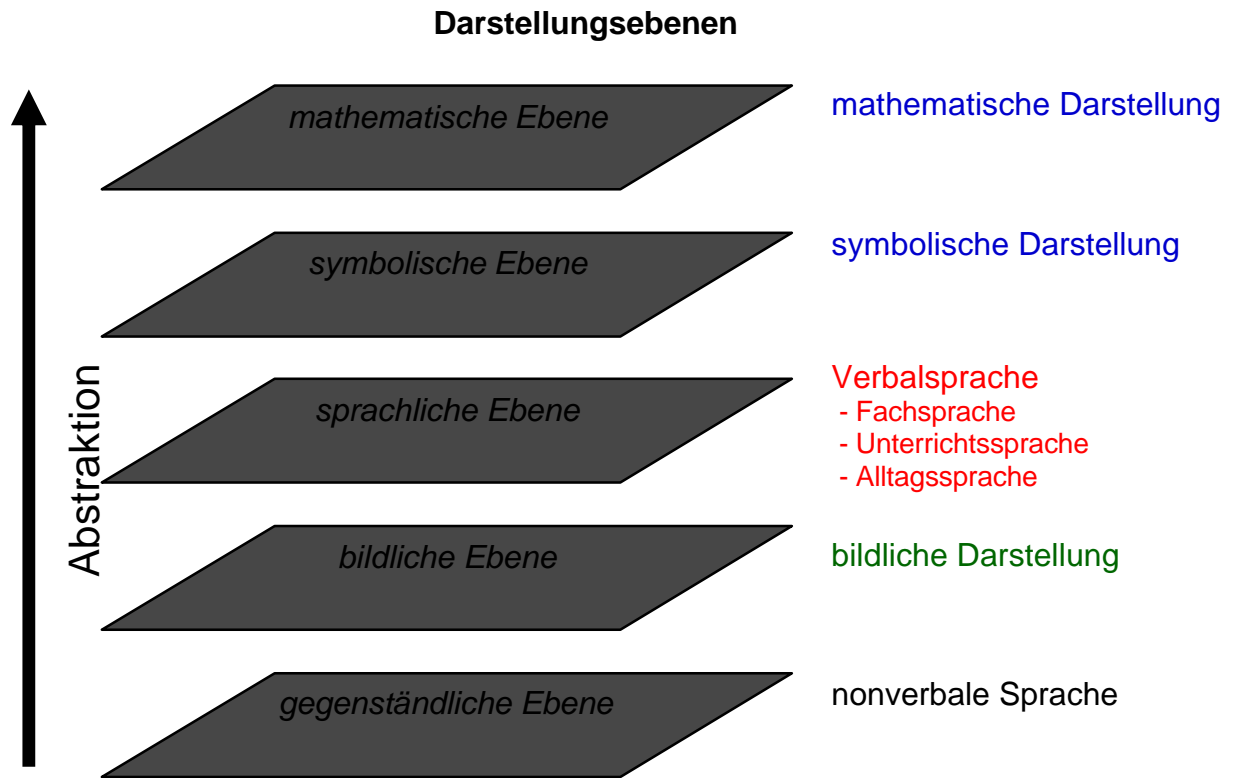 Darstellungsebenen
mathematische Ebene
mathematische Darstellung
symbolische Ebene
symbolische Darstellung
Abstraktion
sprachliche Ebene
Verbalsprache
- Fachsprache
- Unterrichtssprache
- Alltagssprache
bildliche Ebene
bildliche Darstellung
gegenständliche Ebene
nonverbale Sprache